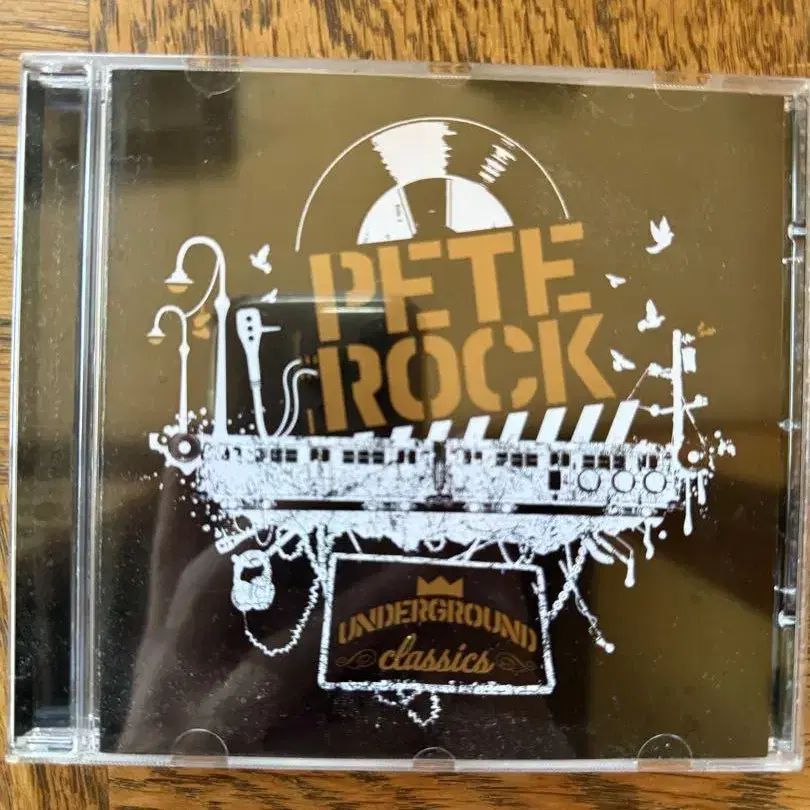 PETE
ROCK
UNDERGROUND
classics